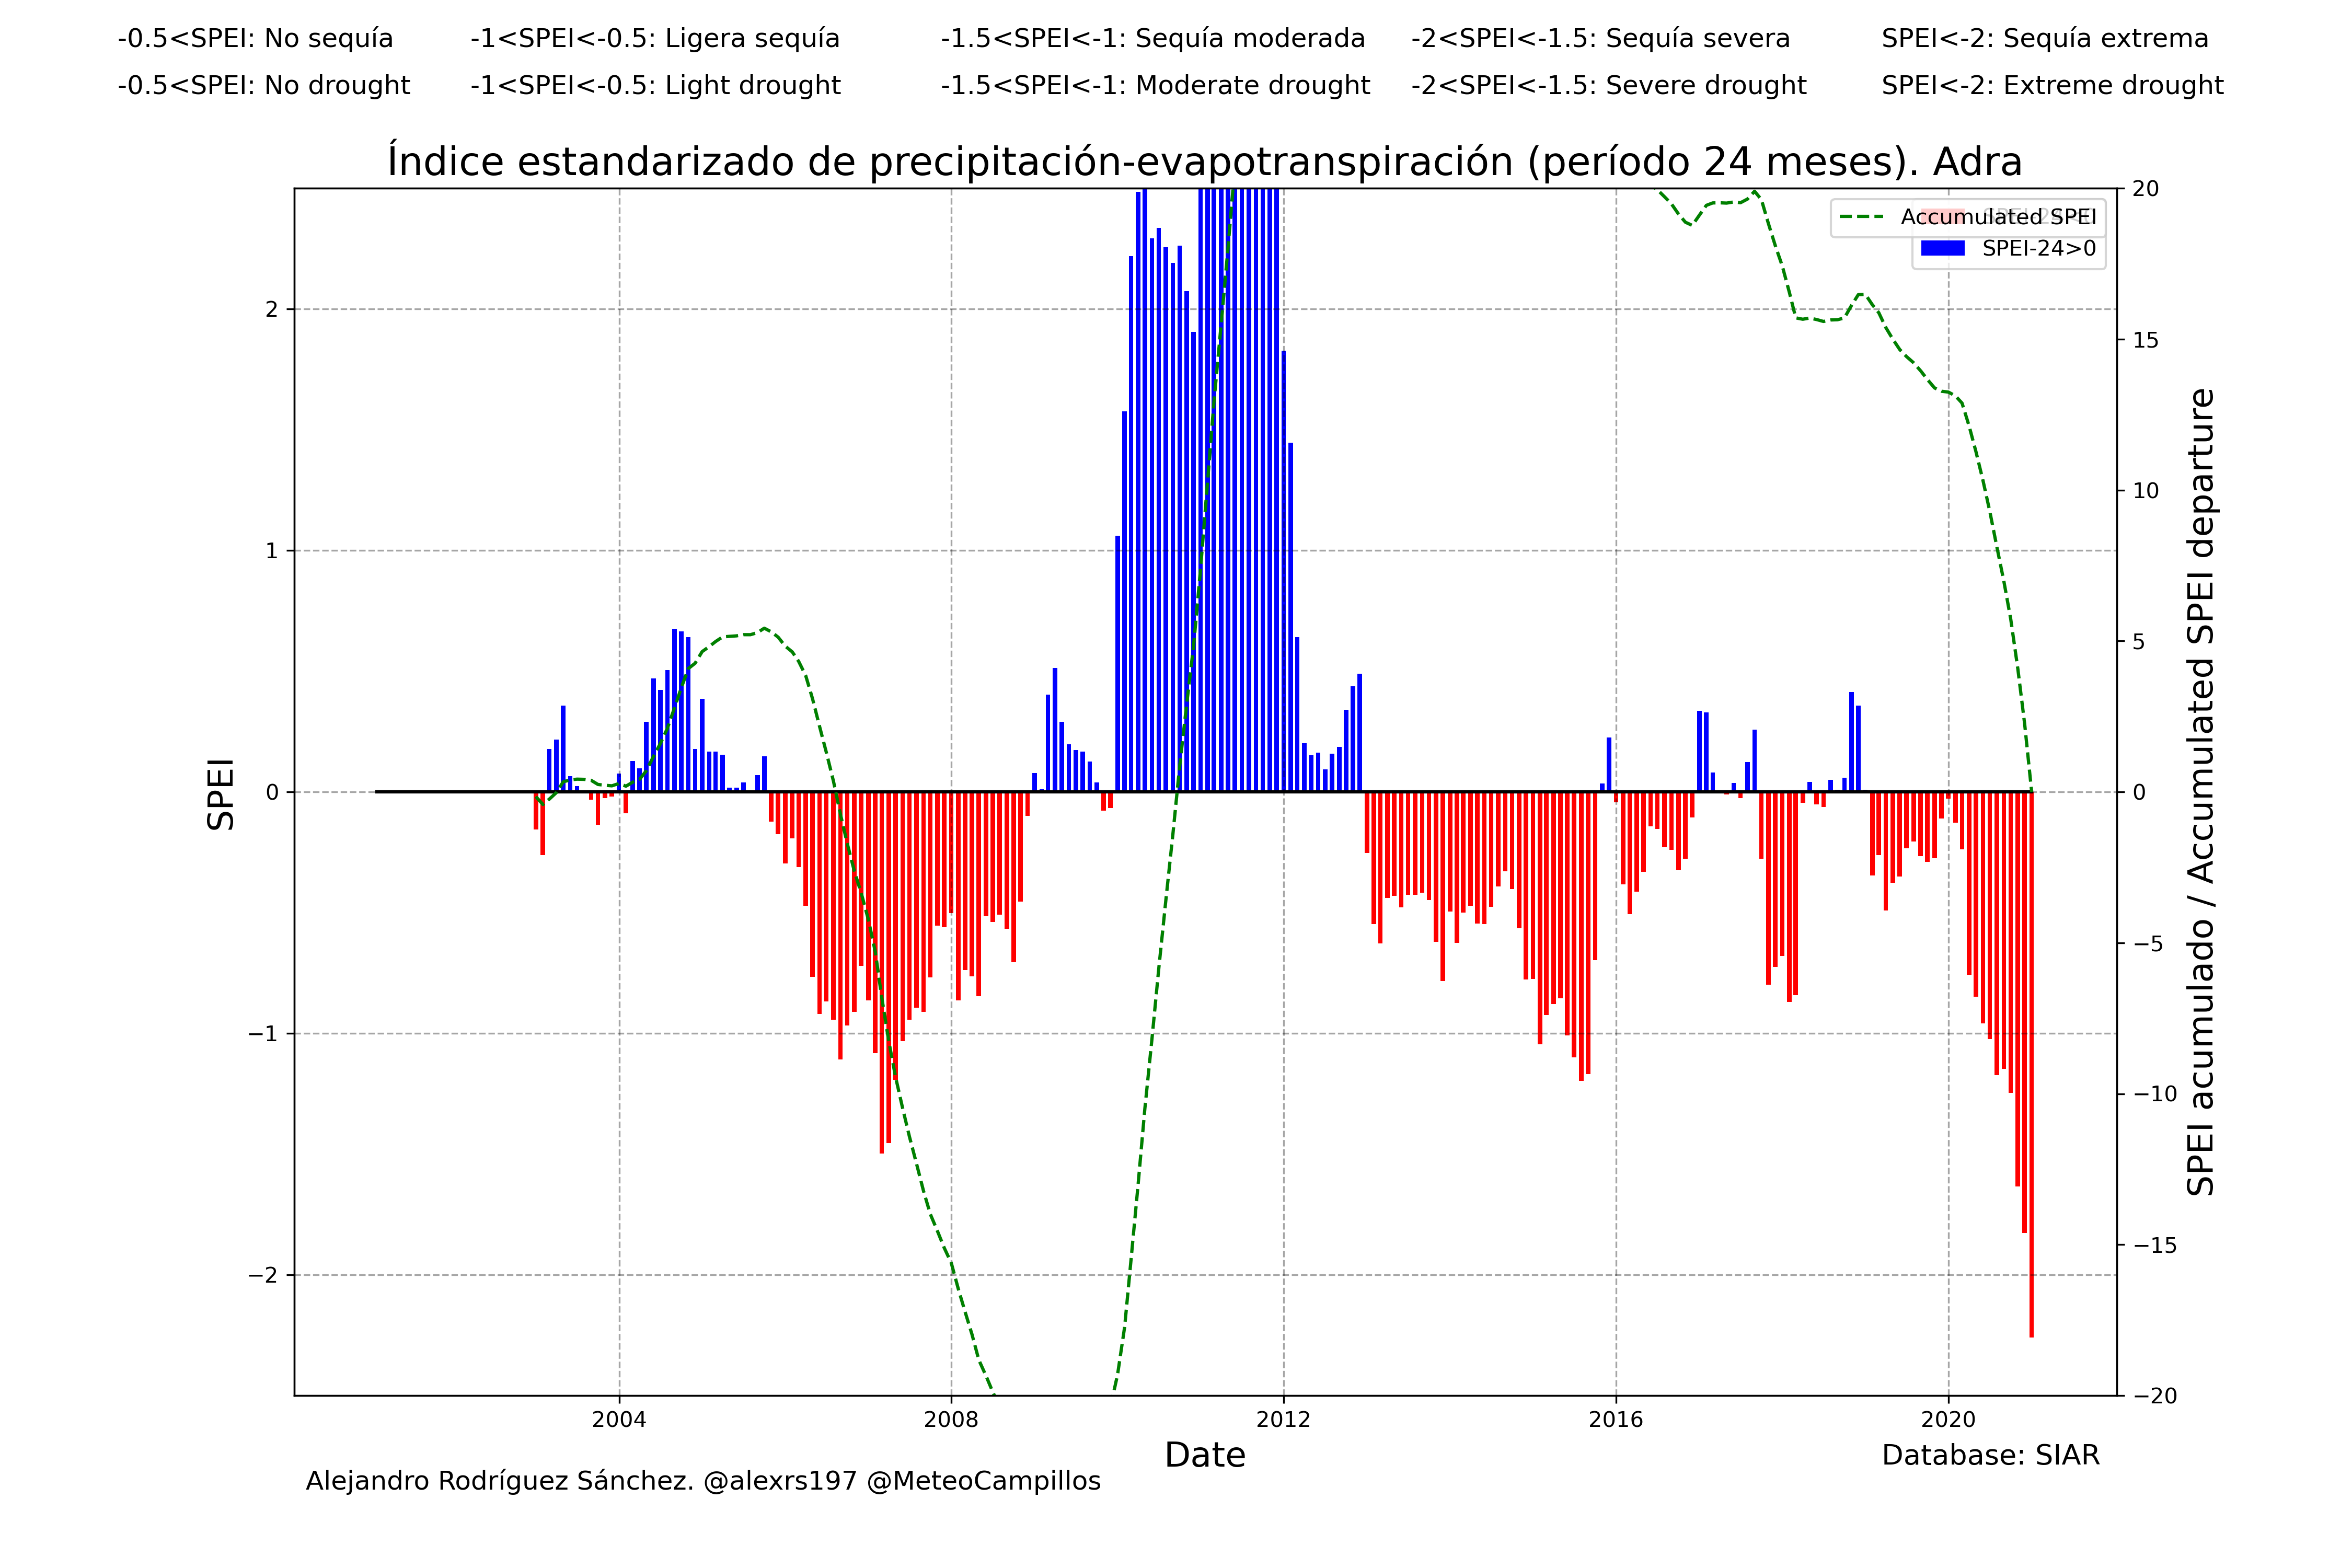 -0.5<SPEI: No sequía -1<SPEI<-0.5: Ligera sequía -1.5<SPEI<-1: Sequía moderada -2<SPEI<-1.5: Sequía severa SPEI<-2: Sequía extrema
-0.5<SPEI: No drought -1<SPEI<-0.5: Light drought -1.5<SPEI<-1: Moderate drought -2<SPEI<-1.5: Severe drought SPEI<-2: Extreme drought
Índice estandarizado de precipitación-evapotranspiración (período 24 meses). Adra
Accumulated SPEI
SPEI-24>0
SPEI
2
1
0
−1
−2
20
15
10
5
0
−5
−10
−15
−20
SPEI acumulado / Accumulated SPEI departure
2004 2008 2012 2016 2020
Date
Database: SIAR
Alejandro Rodríguez Sánchez. @alexrs197 @MeteoCampillos